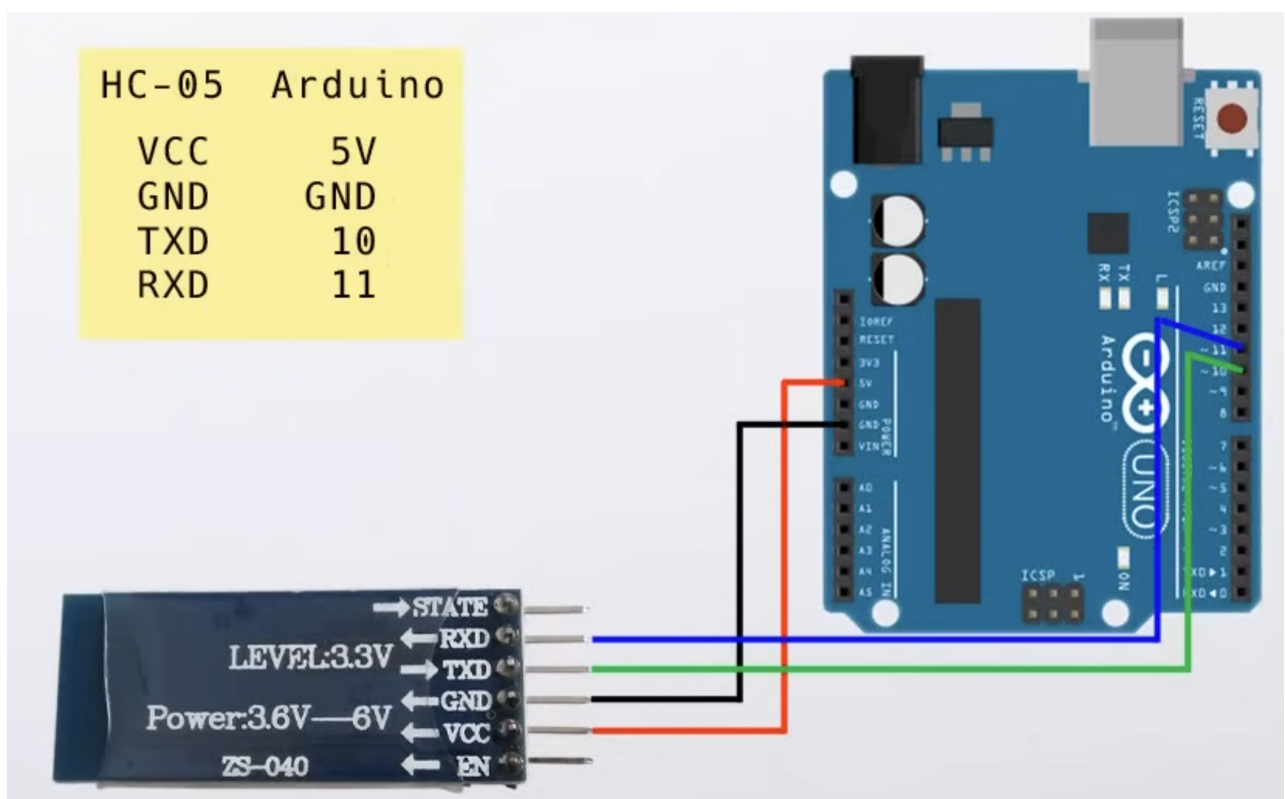 HC-05 Arduino
VCC 5V
GND GND
TXD 10
RXD 11
RESET
ICSP2
AREF
GND
13
12
~11
~10
~9
8
7
~6
~5
4
~3
2
TXD▶1
RXD◀0
RX
TX
L
Arduino™
UNO
IOREF
RESET
3V3
5V
GND
GND
VIN
POWER
A0
A1
A2
A3
A4
A5
ANALOG IN
ICSP
1
ON
STATE
RXD
LEVEL:3.3V
TXD
GND
Power:3.6V—6V
VCC
ZS-040
EN